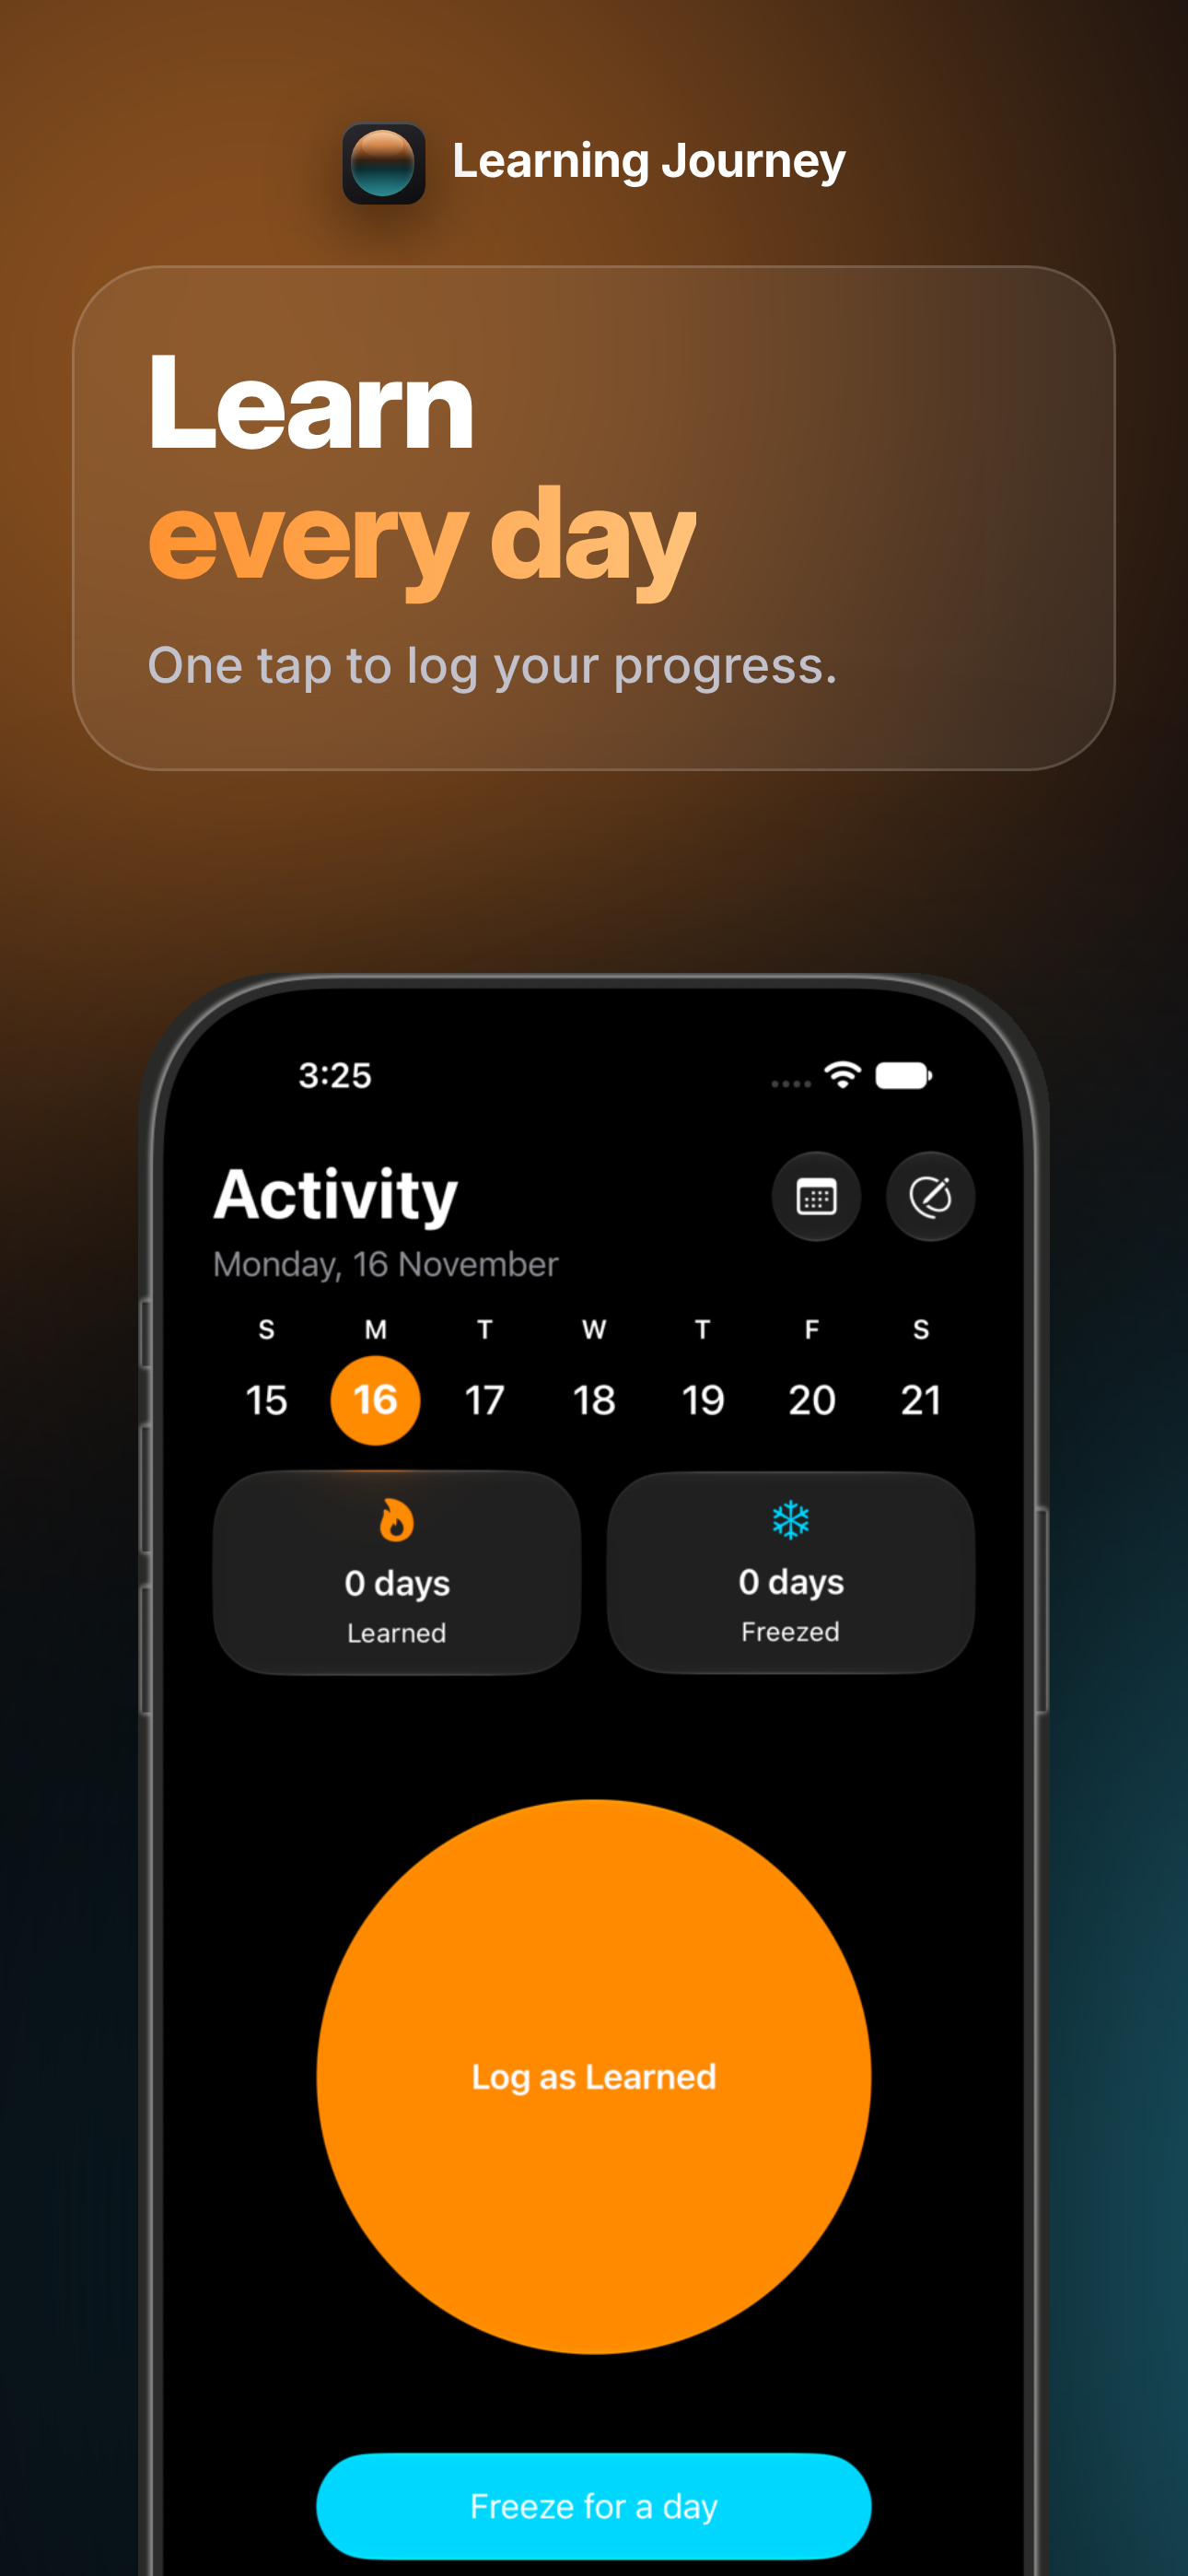 Learning Journey
Learn
every day
One tap to log your progress.
3:25
Activity
Monday, 16 November
S M T W T F S
15 16 17 18 19 20 21
0 days 0 days
Learned Freezed
Log as Learned
Freeze for a day